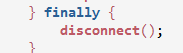 } finally {
disconnect();
}